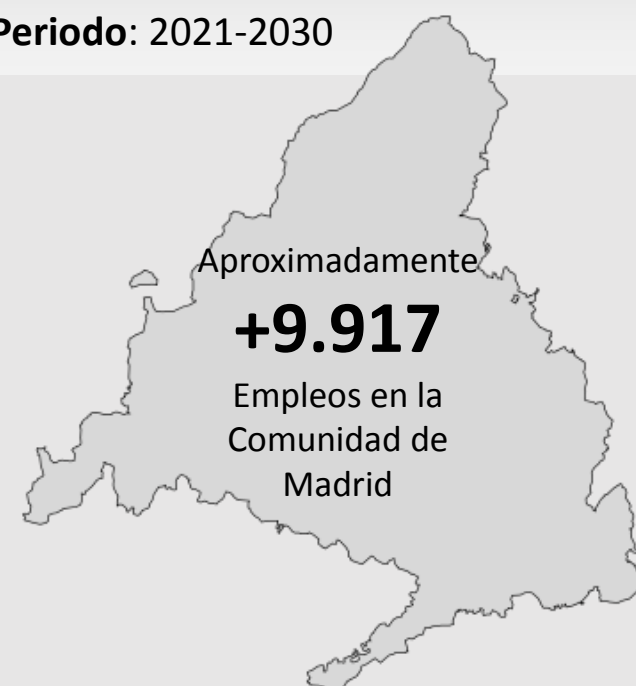 Periodo: 2021-2030
Aproximadamente
+9.917
Empleos en la
Comunidad de
Madrid